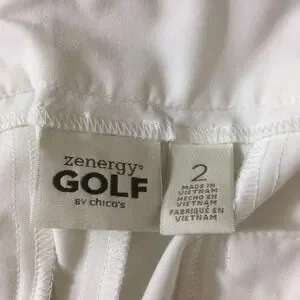 zenergy®
GOLF
BY chico's
2
MADE IN
VIETNAM
HECHO EN
VIETNAM
FABRIQUÉ EN
VIETNAM